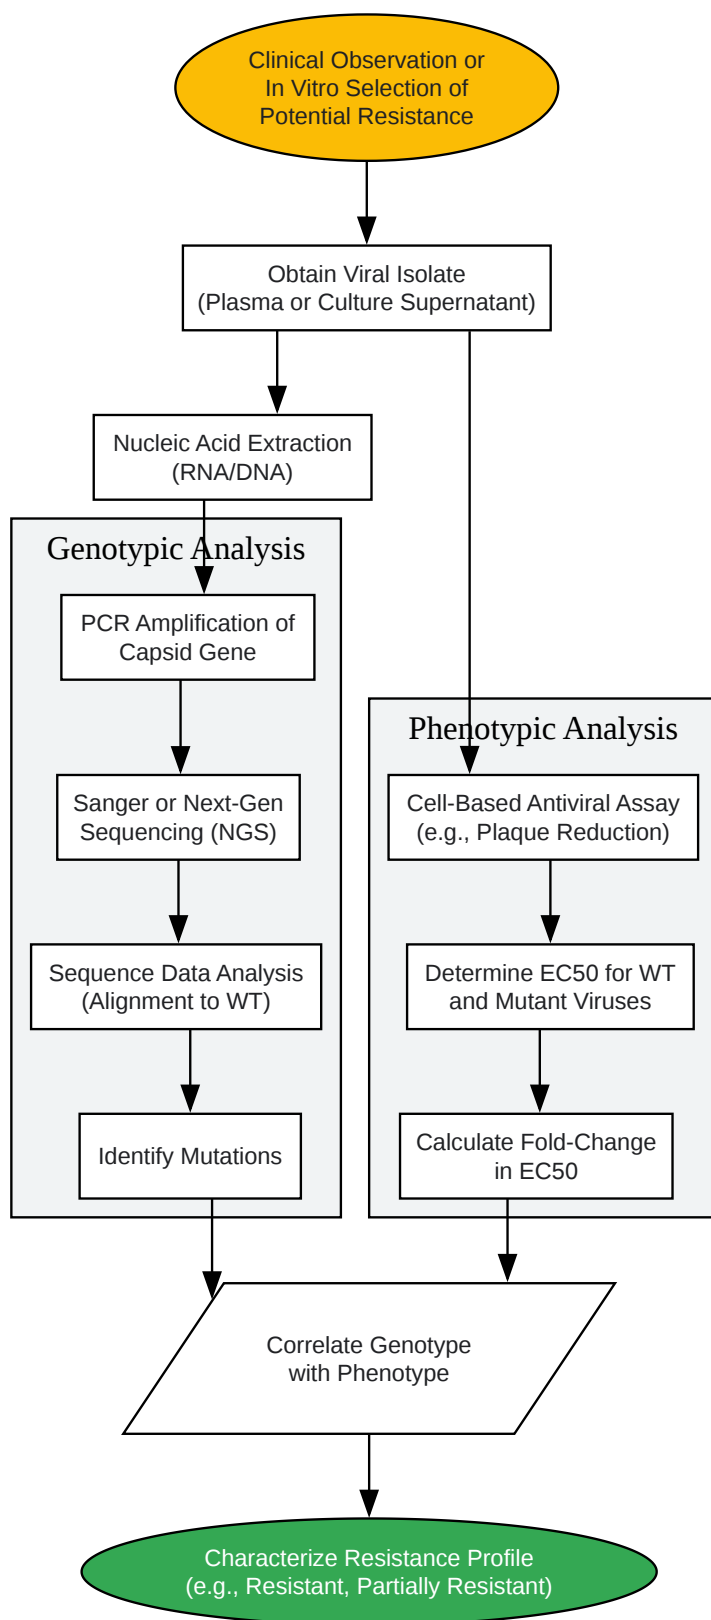 Clinical Observation or
In Vitro Selection of
Potential Resistance
Obtain Viral Isolate
(Plasma or Culture Supernatant)
Nucleic Acid Extraction
(RNA/DNA)
Genotypic Analysis
PCR Amplification of
Capsid Gene
Sanger or Next-Gen
Sequencing (NGS)
Sequence Data Analysis
(Alignment to WT)
Identify Mutations
Phenotypic Analysis
Cell-Based Antiviral Assay
(e.g., Plaque Reduction)
Determine EC50 for WT
and Mutant Viruses
Calculate Fold-Change
in EC50
Correlate Genotype
with Phenotype
Characterize Resistance Profile
(e.g., Resistant, Partially Resistant)